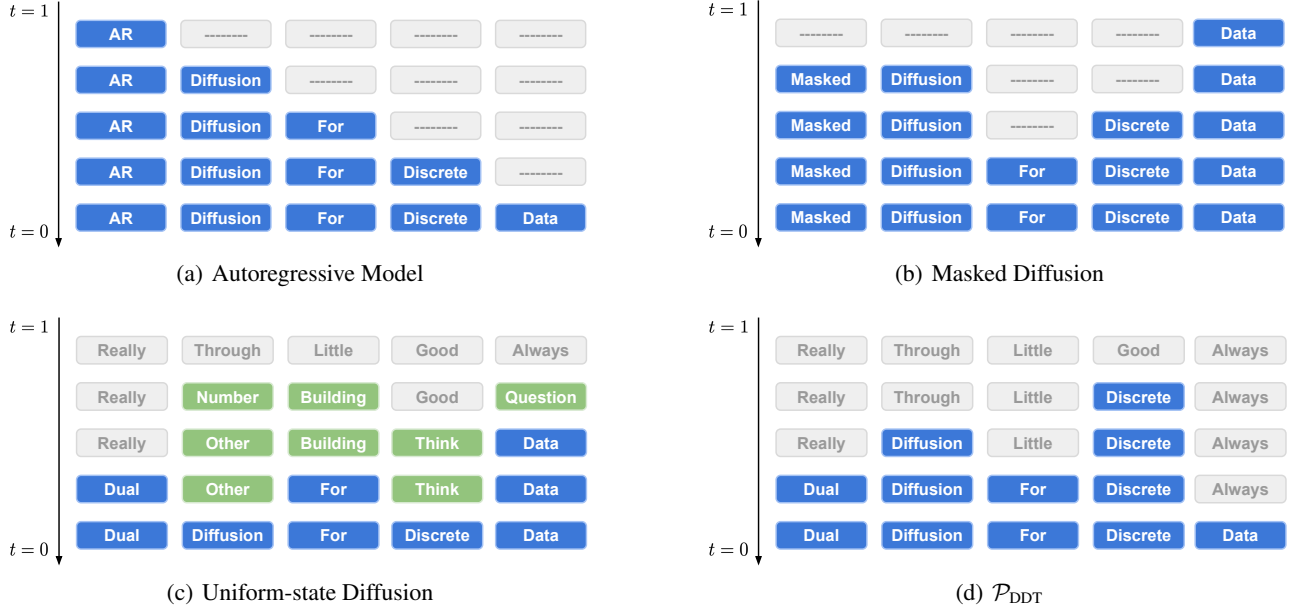 t = 1
AR -------- -------- -------- --------
AR Diffusion -------- -------- --------
AR Diffusion For -------- --------
AR Diffusion For Discrete --------
AR Diffusion For Discrete Data
t = 0
(a) Autoregressive Model
t = 1
-------- -------- -------- -------- Data
Masked Diffusion -------- -------- Data
Masked Diffusion -------- Discrete Data
Masked Diffusion For Discrete Data
Masked Diffusion For Discrete Data
t = 0
(b) Masked Diffusion
t = 1
Really Through Little Good Always
Really Number Building Good Question
Really Other Building Think Data
Dual Other For Think Data
Dual Diffusion For Discrete Data
t = 0
(c) Uniform-state Diffusion
t = 1
Really Through Little Good Always
Really Through Little Discrete Always
Really Diffusion Little Discrete Always
Dual Diffusion For Discrete Always
Dual Diffusion For Discrete Data
t = 0
(d) 𝒫DDT